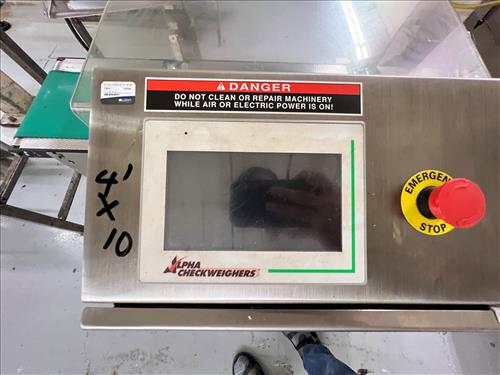 DANGER
DO NOT CLEAN OR REPAIR MACHINERY
WHILE AIR OR ELECTRIC POWER IS ON!
4'
X
10
EMERGEN
STOP
ALPHA
CHECKWEIGHERS